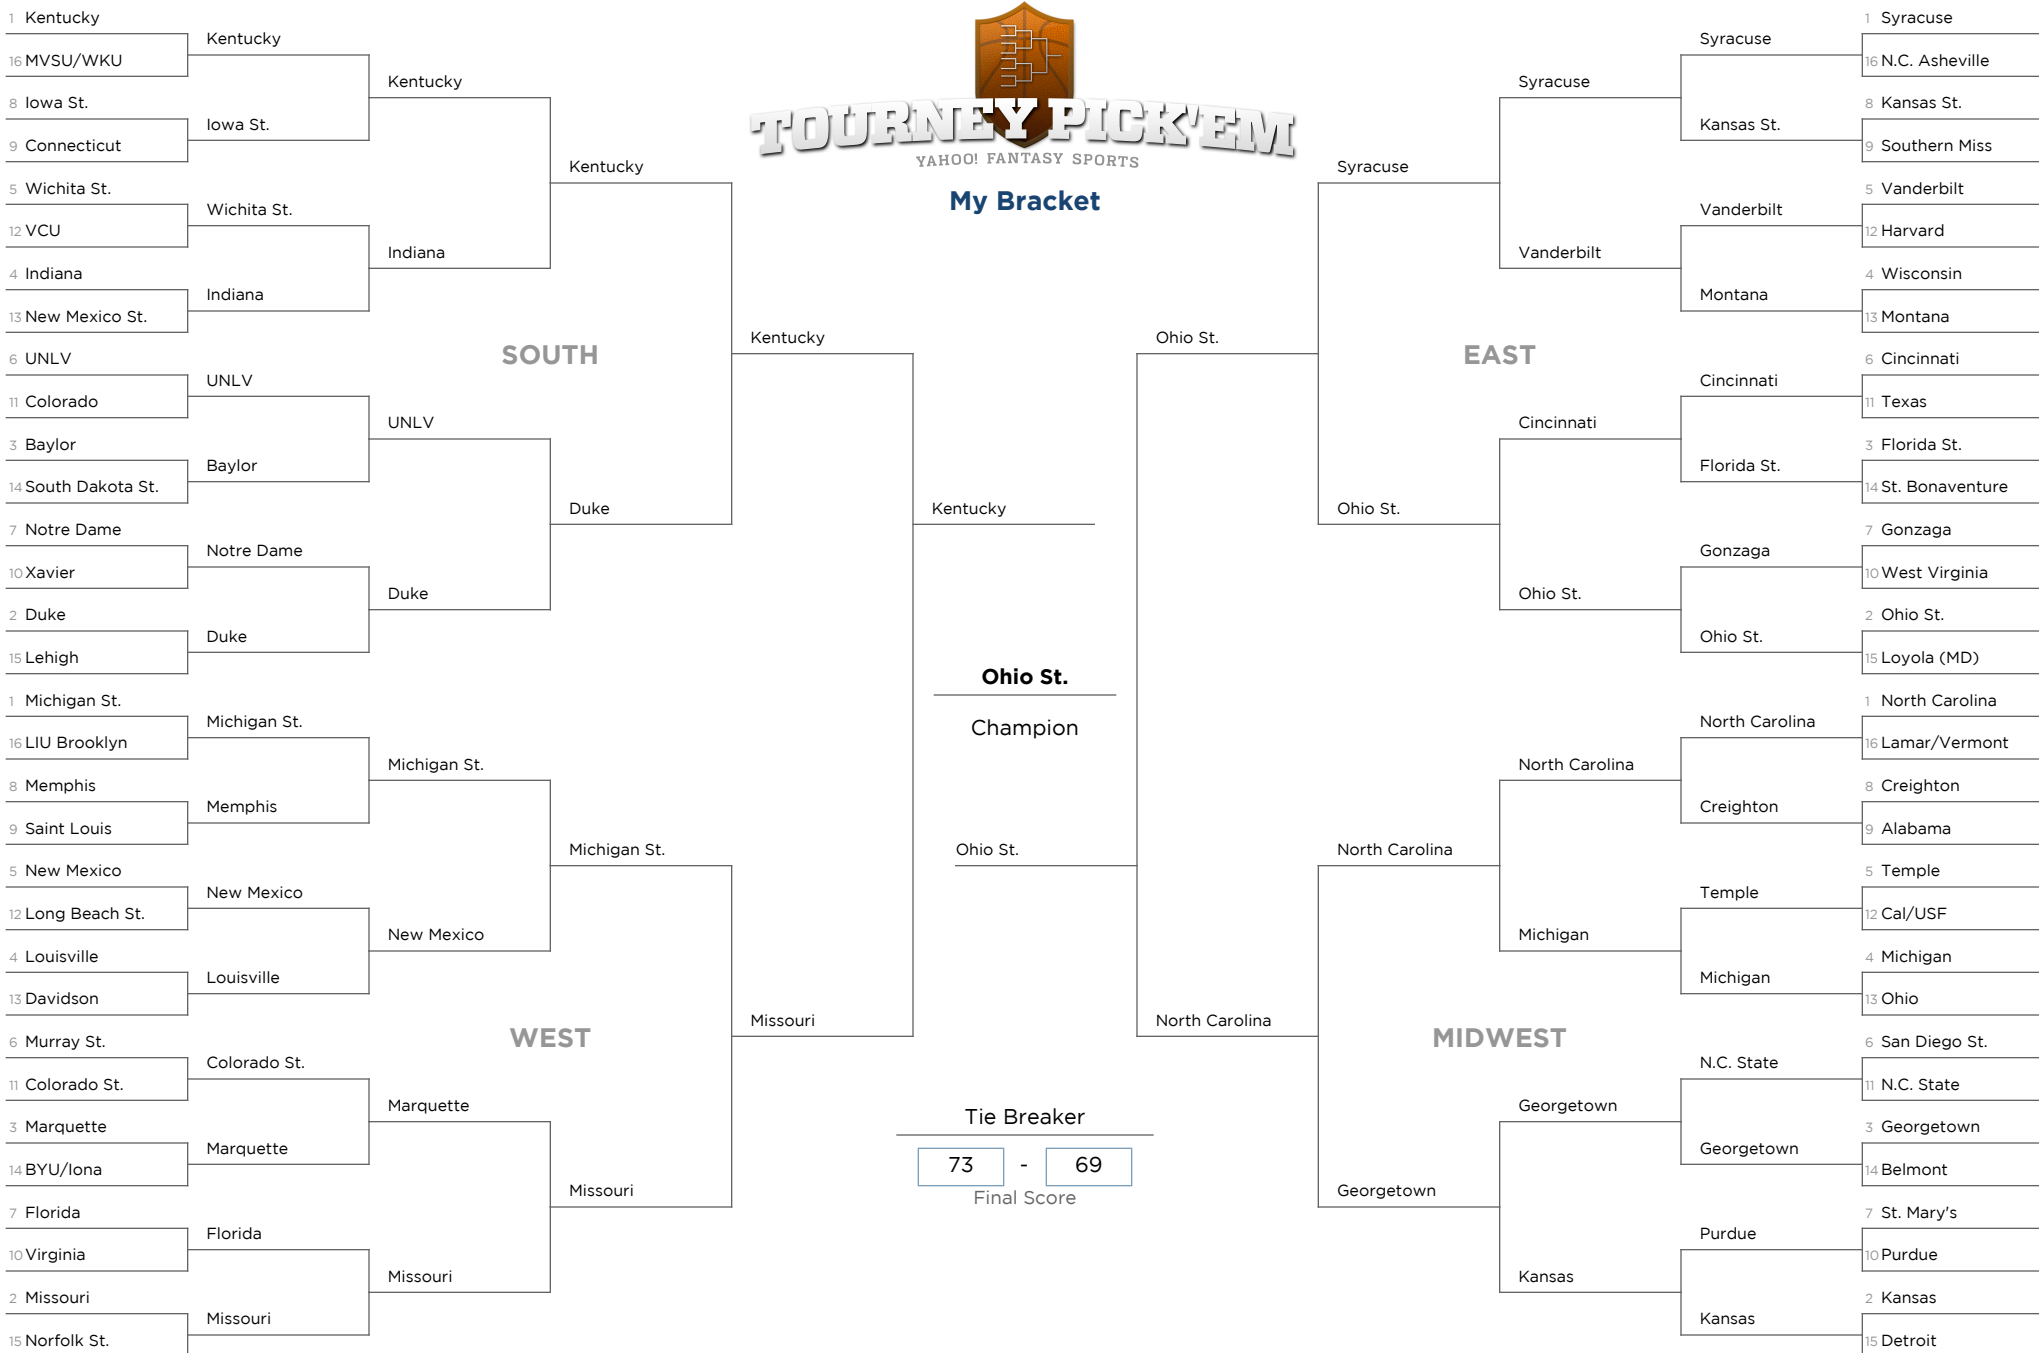 TOURNEY PICK'EM
YAHOO! FANTASY SPORTS
My Bracket
1 Kentucky
16 MVSU/WKU
8 Iowa St.
9 Connecticut
5 Wichita St.
12 VCU
4 Indiana
13 New Mexico St.
6 UNLV
11 Colorado
3 Baylor
14 South Dakota St.
7 Notre Dame
10 Xavier
2 Duke
15 Lehigh
Kentucky
Iowa St.
Wichita St.
Indiana
UNLV
Baylor
Notre Dame
Duke
Kentucky
Indiana
UNLV
Duke
Kentucky
Duke
SOUTH
Kentucky
1 Michigan St.
16 LIU Brooklyn
8 Memphis
9 Saint Louis
5 New Mexico
12 Long Beach St.
4 Louisville
13 Davidson
6 Murray St.
11 Colorado St.
3 Marquette
14 BYU/Iona
7 Florida
10 Virginia
2 Missouri
15 Norfolk St.
Michigan St.
Memphis
New Mexico
Louisville
Colorado St.
Marquette
Florida
Missouri
Michigan St.
New Mexico
Marquette
Missouri
Michigan St.
Missouri
WEST
Missouri
Kentucky
Ohio St.
Champion
Ohio St.
Tie Breaker
73 - 69
Final Score
1 Syracuse
16 N.C. Asheville
8 Kansas St.
9 Southern Miss
5 Vanderbilt
12 Harvard
4 Wisconsin
13 Montana
6 Cincinnati
11 Texas
3 Florida St.
14 St. Bonaventure
7 Gonzaga
10 West Virginia
2 Ohio St.
15 Loyola (MD)
Syracuse
Kansas St.
Vanderbilt
Montana
Cincinnati
Florida St.
Gonzaga
Ohio St.
Syracuse
Vanderbilt
Cincinnati
Ohio St.
Syracuse
Ohio St.
EAST
Ohio St.
1 North Carolina
16 Lamar/Vermont
8 Creighton
9 Alabama
5 Temple
12 Cal/USF
4 Michigan
13 Ohio
6 San Diego St.
11 N.C. State
3 Georgetown
14 Belmont
7 St. Mary's
10 Purdue
2 Kansas
15 Detroit
North Carolina
Creighton
Temple
Michigan
N.C. State
Georgetown
Purdue
Kansas
North Carolina
Michigan
Georgetown
Kansas
North Carolina
Georgetown
MIDWEST
North Carolina